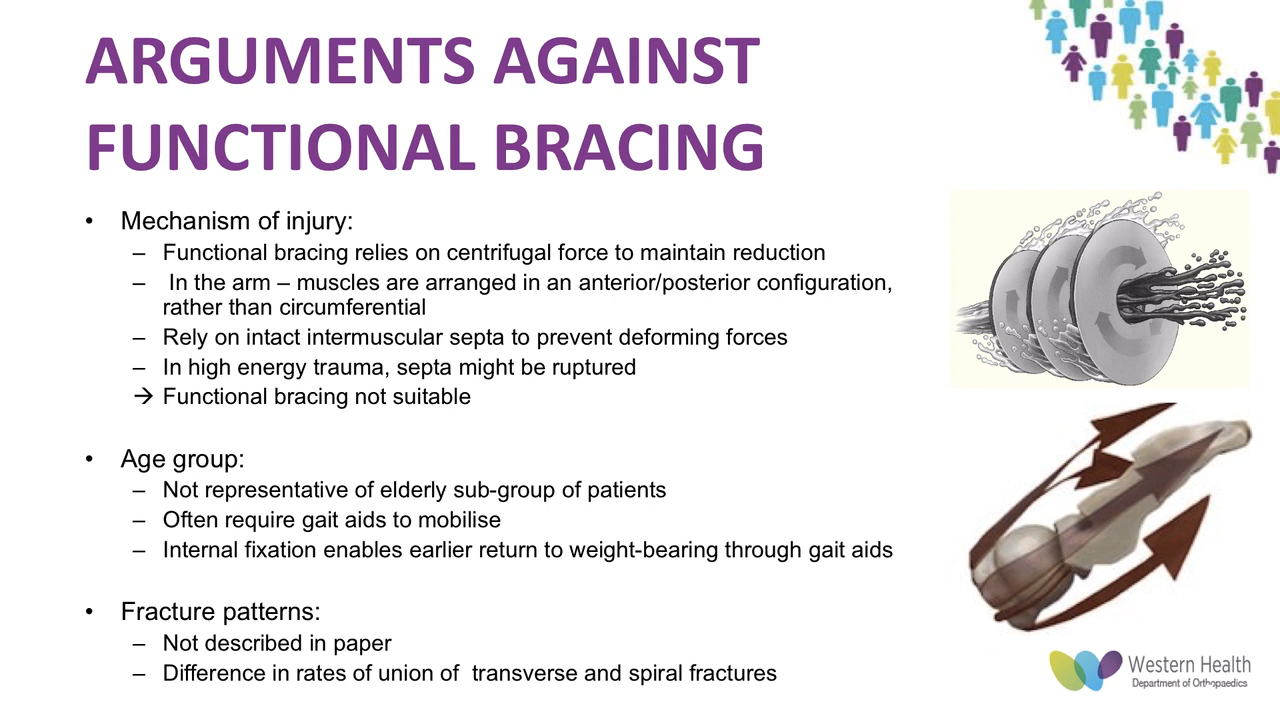 ARGUMENTS AGAINST
FUNCTIONAL BRACING
• Mechanism of injury:
– Functional bracing relies on centrifugal force to maintain reduction
– In the arm – muscles are arranged in an anterior/posterior configuration,
rather than circumferential
– Rely on intact intermuscular septa to prevent deforming forces
– In high energy trauma, septa might be ruptured
→ Functional bracing not suitable
• Age group:
– Not representative of elderly sub-group of patients
– Often require gait aids to mobilise
– Internal fixation enables earlier return to weight-bearing through gait aids
• Fracture patterns:
– Not described in paper
– Difference in rates of union of  transverse and spiral fractures
Western Health
Department of Orthopaedics